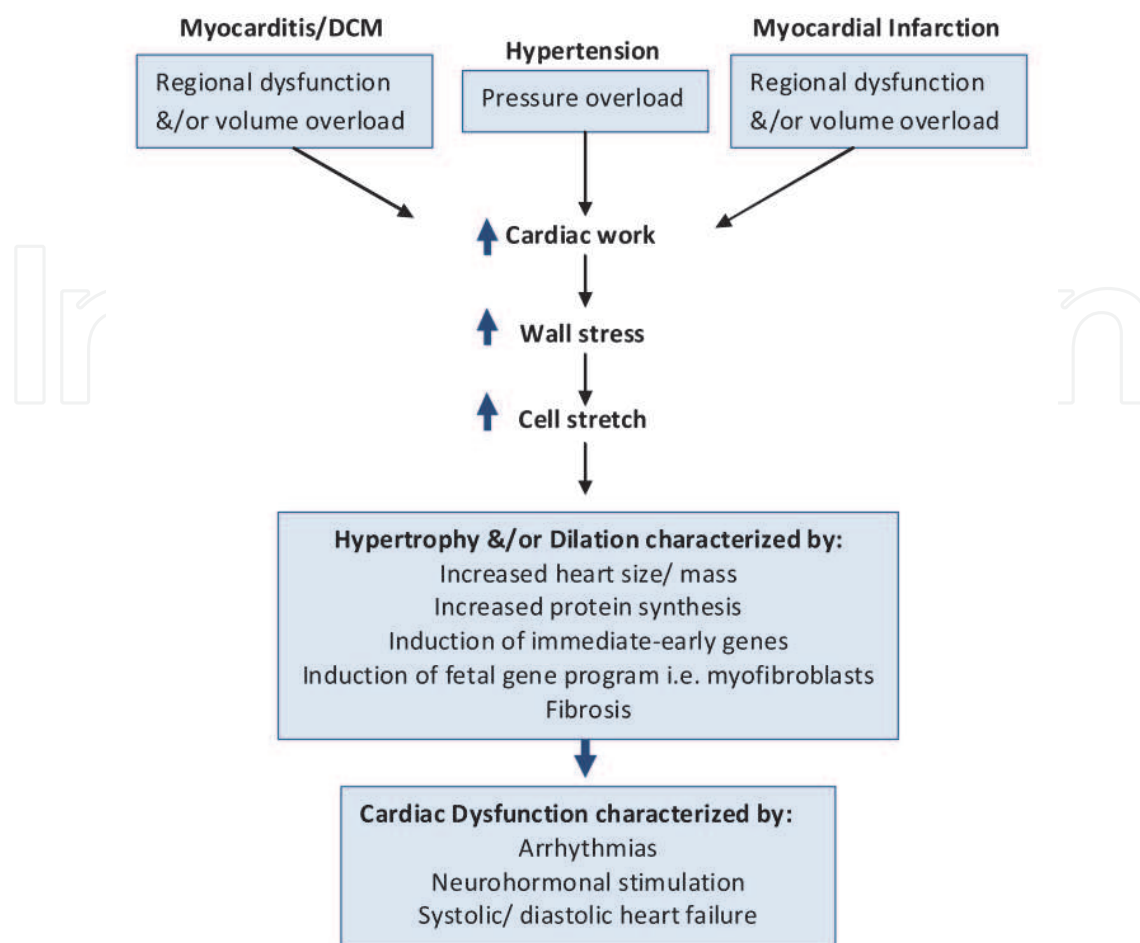 Myocarditis/DCM
Regional dysfunction
&/or volume overload
Hypertension
Pressure overload
Myocardial Infarction
Regional dysfunction
&/or volume overload
Cardiac work
Wall stress
Cell stretch
Hypertrophy &/or Dilation characterized by:
Increased heart size/ mass
Increased protein synthesis
Induction of immediate-early genes
Induction of fetal gene program i.e. myofibroblasts
Fibrosis
Cardiac Dysfunction characterized by:
Arrhythmias
Neurohormonal stimulation
Systolic/ diastolic heart failure